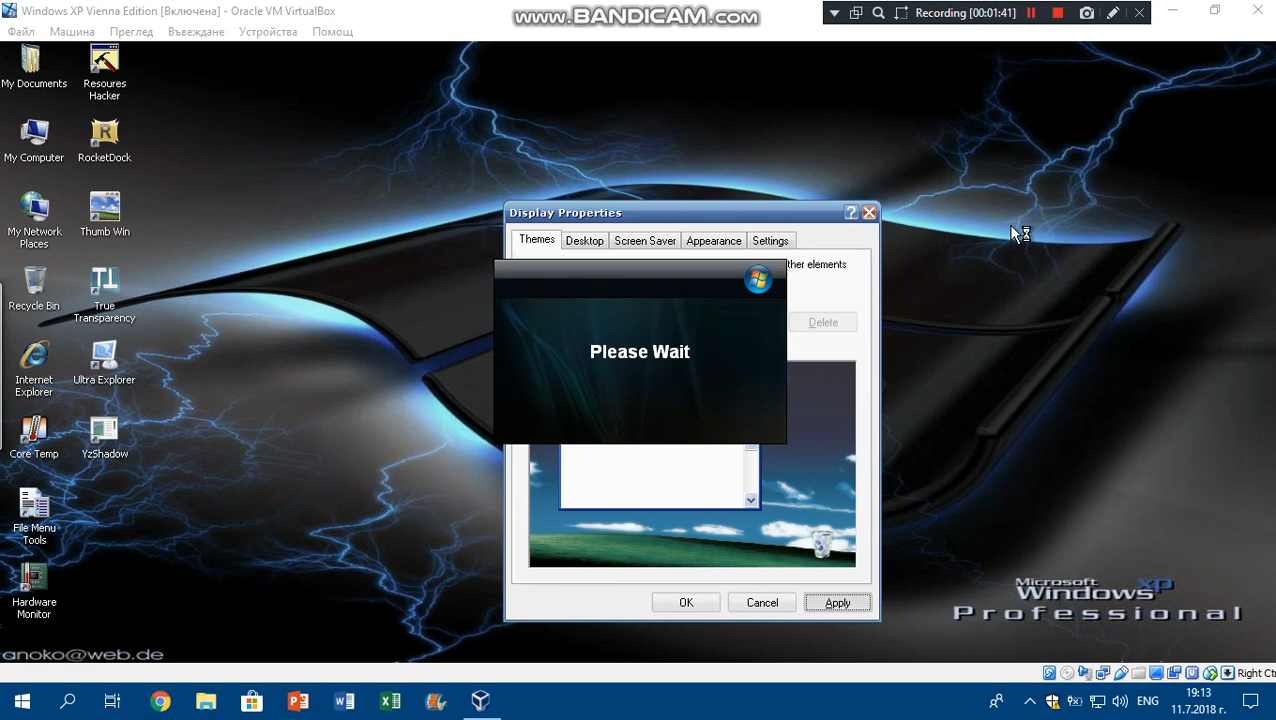 Windows XP Vienna Edition [Включена] - Oracle VM VirtualBox
www.BANDICAM.com
Recording [00:01:41]
Файл Машина Преглед Въвеждане Устройства Помощ
My Documents
Resoures Hacker
My Computer
RocketDock
My Network Places
Thumb Win
Recycle Bin
True Transparency
Internet Explorer
Ultra Explorer
Core Temp
YzShadow
File Menu Tools
Hardware Monitor
Display Properties
Themes Desktop Screen Saver Appearance Settings
ther elements
Delete
Please Wait
OK Cancel Apply
Microsoft
Windows xp
Professional
anoko@web.de
Right Ct
ENG
19:13
11.7.2018 г.